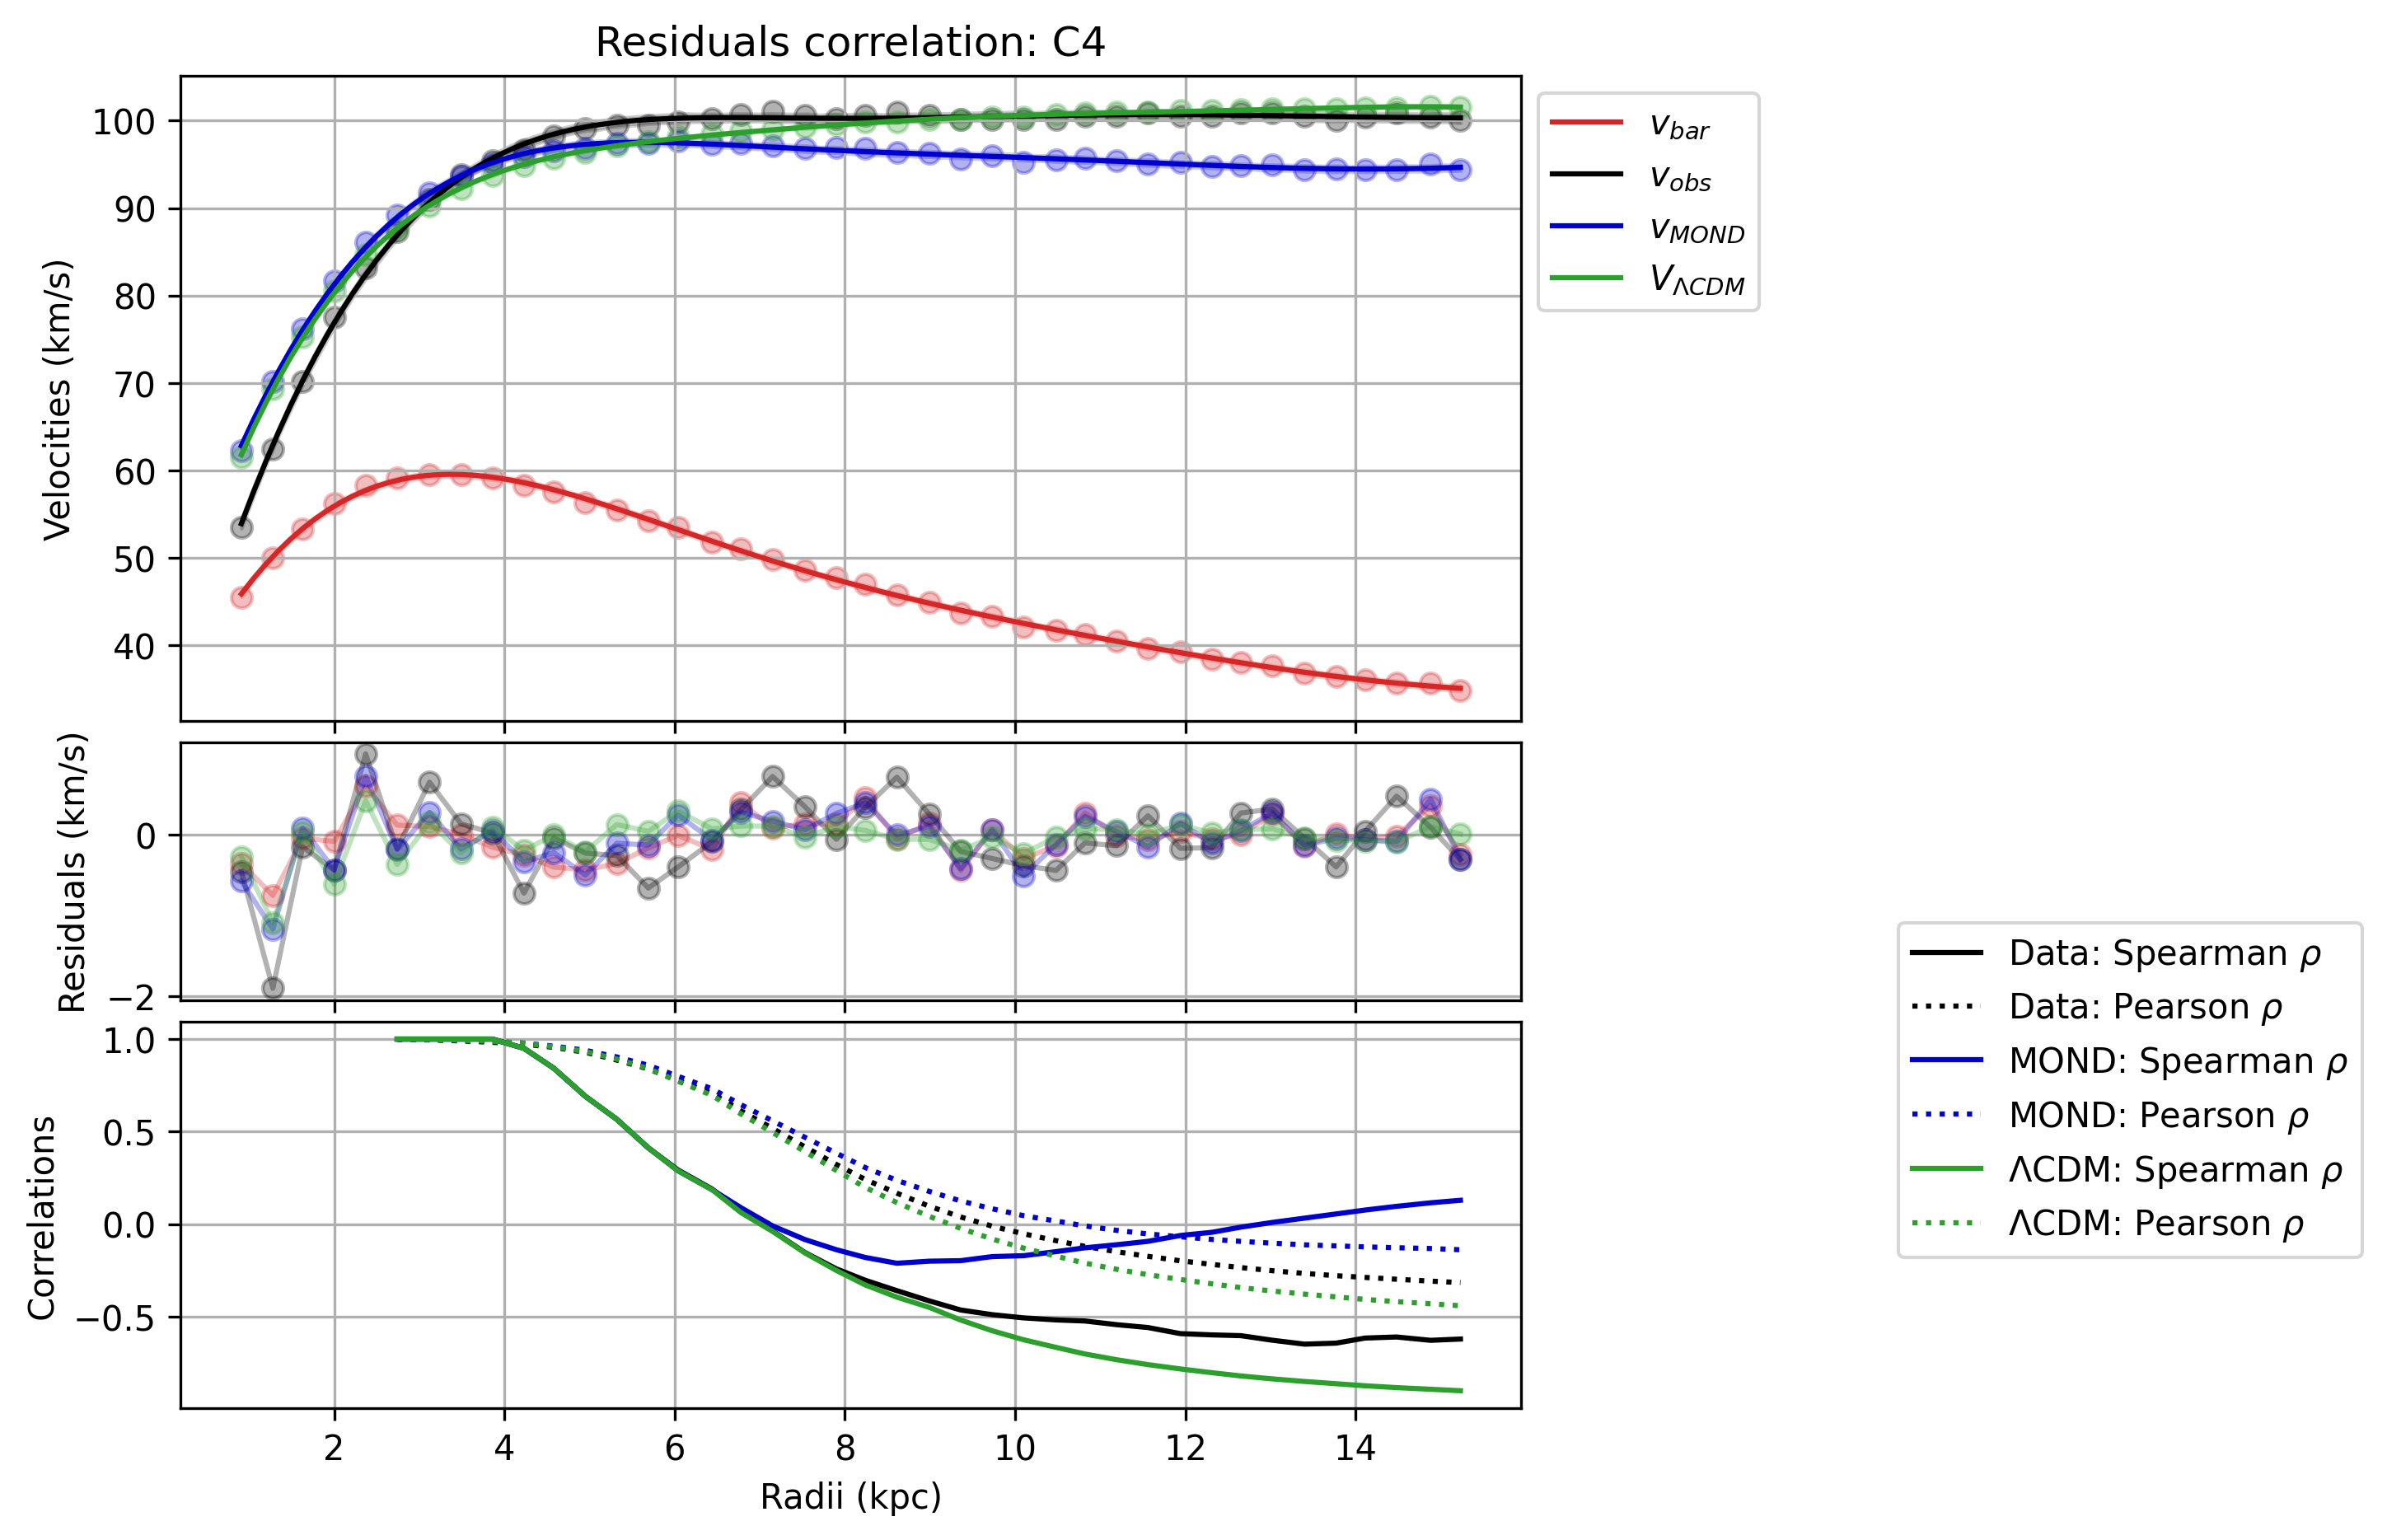 Residuals correlation: C4
Velocities (km/s)
100
90
80
70
60
50
40
v_bar
v_obs
v_MOND
V_ΛCDM
Residuals (km/s)
0
−2
Correlations
1.0
0.5
0.0
−0.5
2 4 6 8 10 12 14
Radii (kpc)
Data: Spearman ρ
Data: Pearson ρ
MOND: Spearman ρ
MOND: Pearson ρ
ΛCDM: Spearman ρ
ΛCDM: Pearson ρ